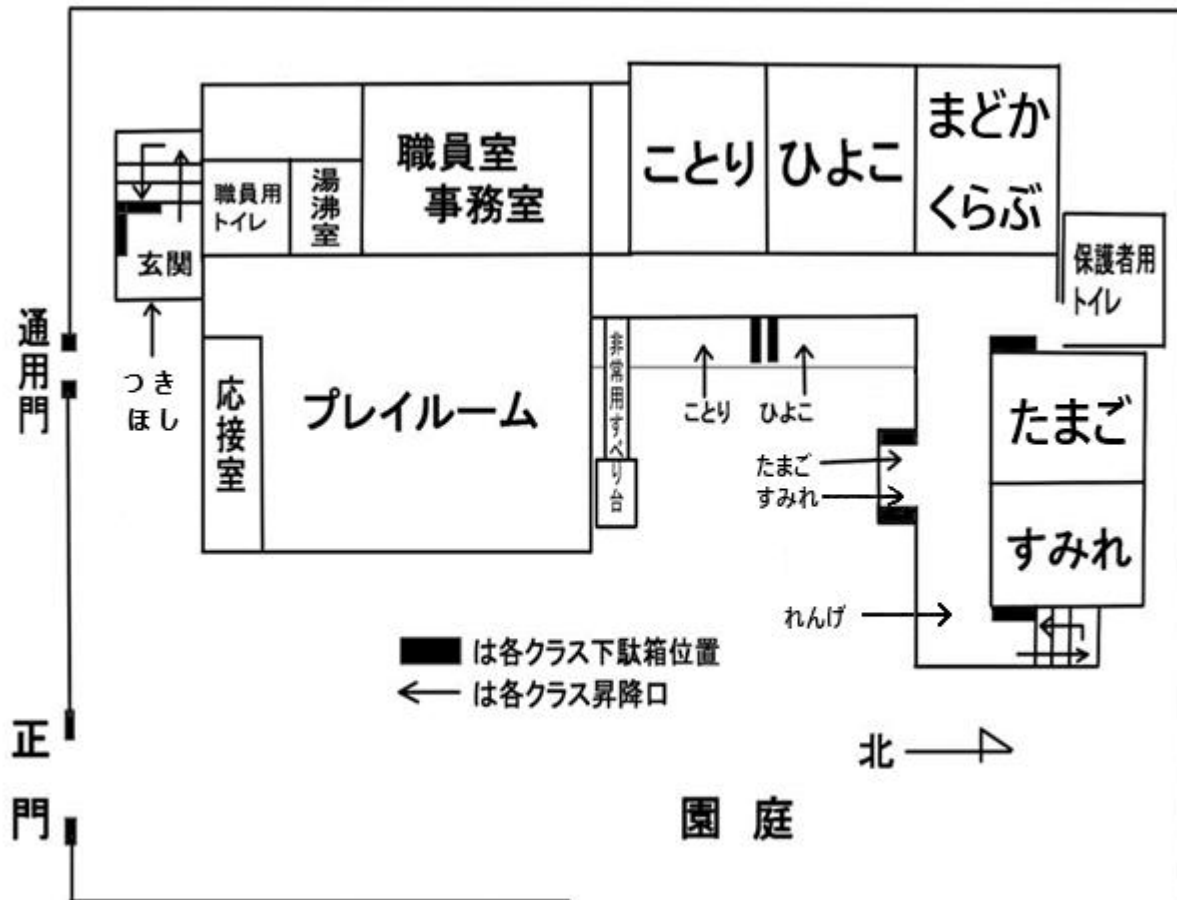 職員室
事務室
ことり
ひよこ
まどか
くらぶ
職員用
トイレ
湯沸室
玄関
保護者用
トイレ
通用門
つき
ほし
応接室
プレイルーム
非常用すべり台
ことり
ひよこ
たまご
すみれ
たまご
すみれ
れんげ
は各クラス下駄箱位置
は各クラス昇降口
正門
北
園庭